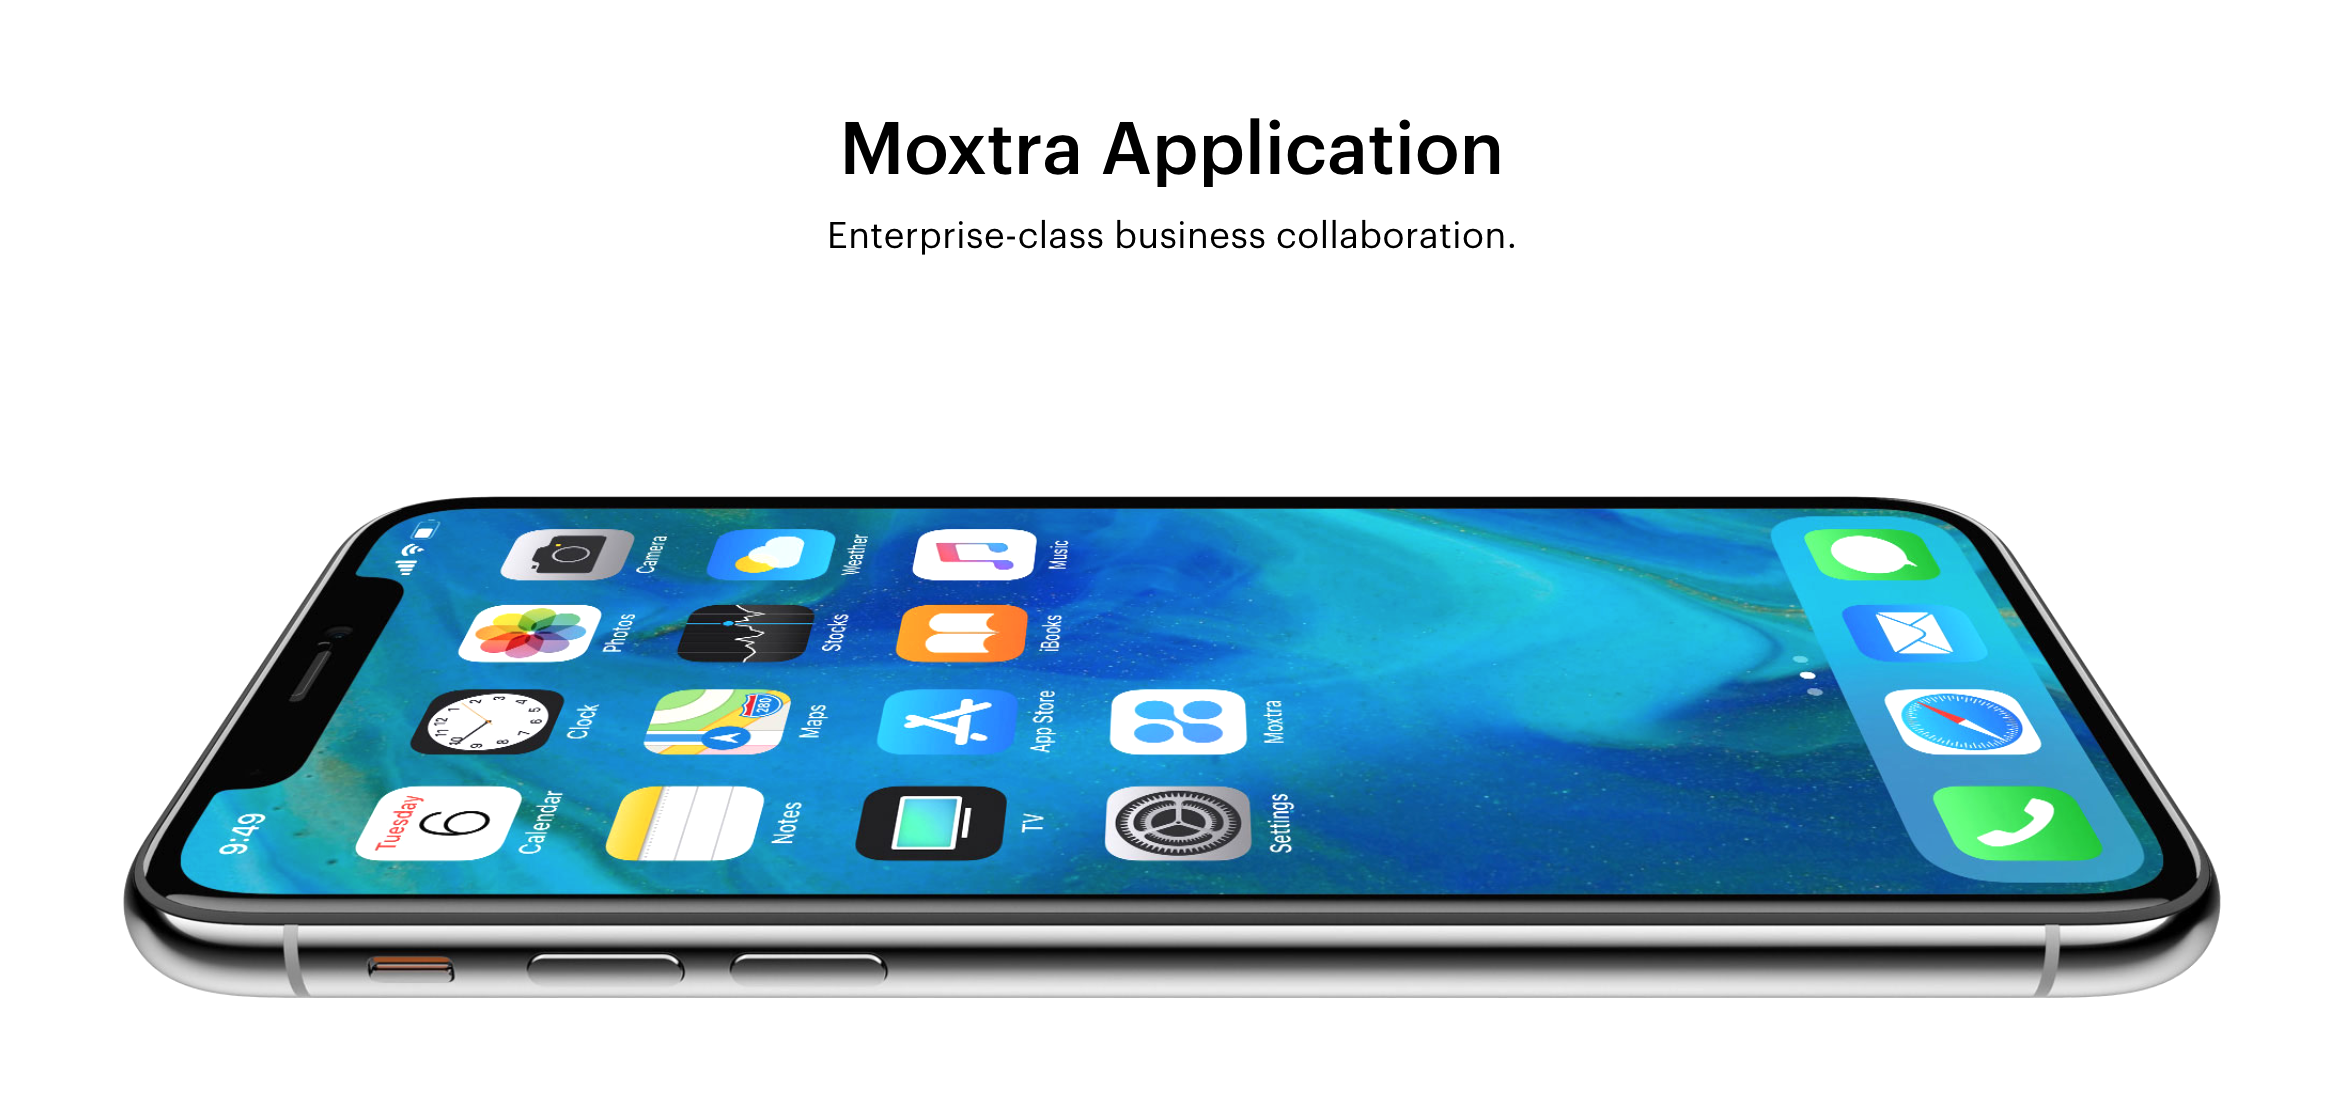 Moxtra Application
Enterprise-class business collaboration.
9:49
Tuesday
6
Calendar
Clock
Photos
Camera
Notes
280
Maps
Stocks
Weather
TV
App Store
iBooks
Music
Settings
Moxtra